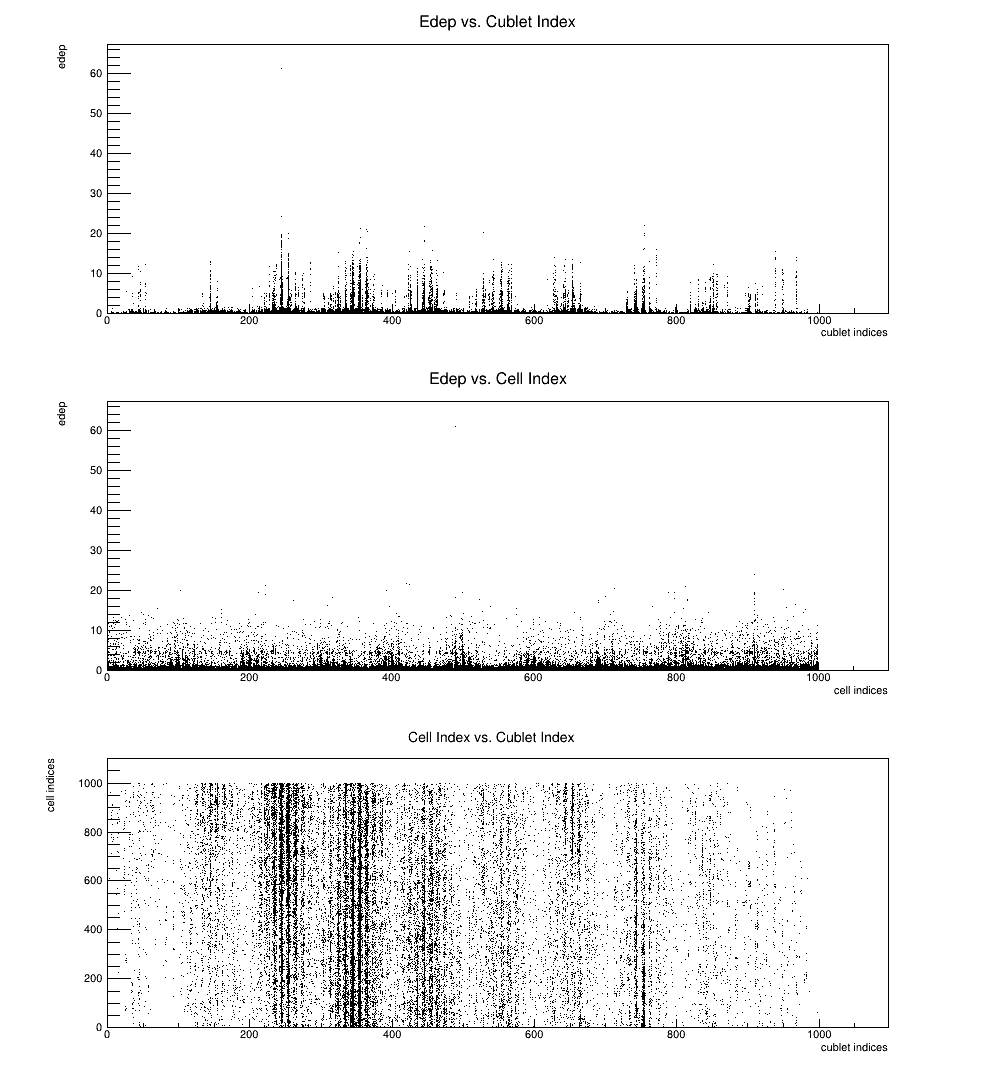 Edep vs. Cublet Index
edep
60
50
40
30
20
10
0
0 200 400 600 800 1000
cublet indices
Edep vs. Cell Index
edep
60
50
40
30
20
10
0
0 200 400 600 800 1000
cell indices
Cell Index vs. Cublet Index
cell indices
1000
800
600
400
200
0
0 200 400 600 800 1000
cublet indices